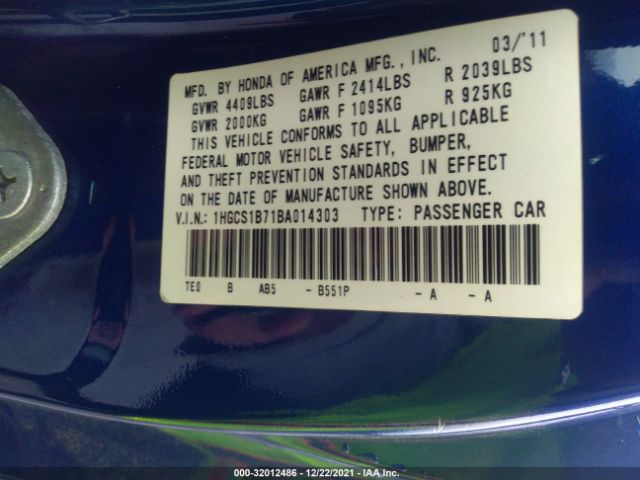 MFD. BY HONDA OF AMERICA MFG., INC. 03/'11
GVWR 4409LBS GAWR F 2414LBS R 2039LBS
GVWR 2000KG GAWR F 1095KG R 925KG
THIS VEHICLE CONFORMS TO ALL APPLICABLE
FEDERAL MOTOR VEHICLE SAFETY, BUMPER,
AND THEFT PREVENTION STANDARDS IN EFFECT
ON THE DATE OF MANUFACTURE SHOWN ABOVE.
V.I.N.: 1HGCS1B71BA014303 TYPE: PASSENGER CAR
TE0 B AB5 - B551P - A - A
000-32012486 - 12/22/2021 - IAA Inc.